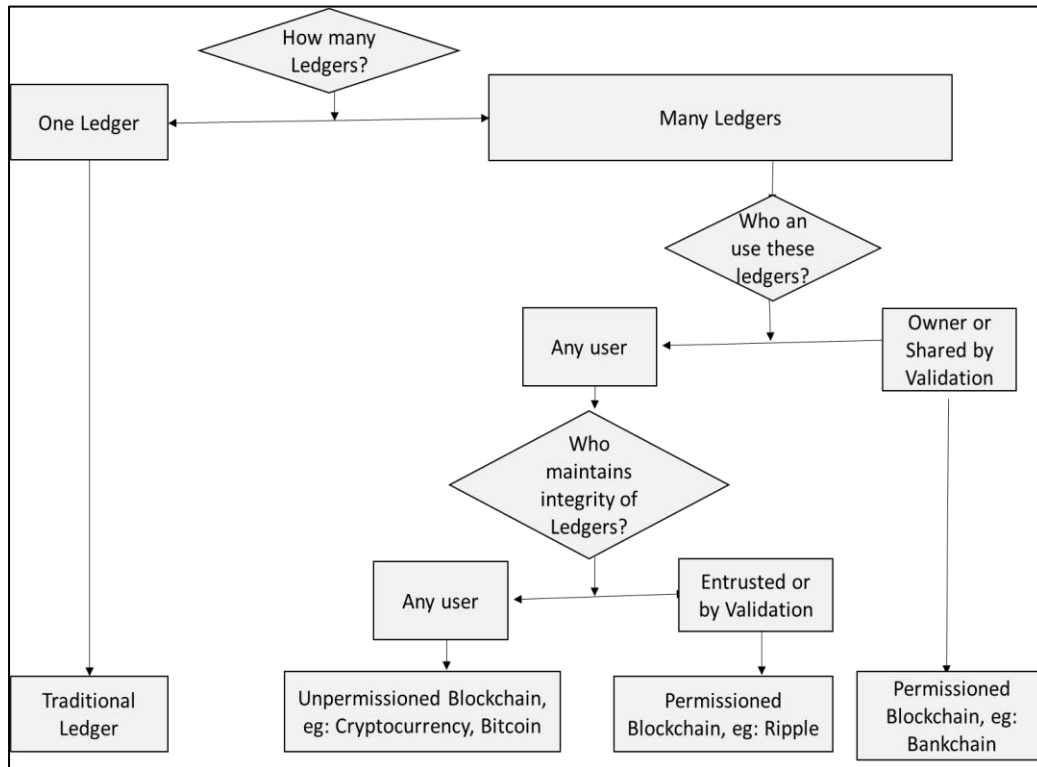 How many
Ledgers?
One Ledger
Many Ledgers
Who an
use these
ledgers?
Any user
Owner or
Shared by
Validation
Who
maintains
integrity of
Ledgers?
Any user
Entrusted or
by Validation
Traditional
Ledger
Unpermissioned Blockchain,
eg: Cryptocurrency, Bitcoin
Permissioned
Blockchain, eg: Ripple
Permissioned
Blockchain, eg:
Bankchain